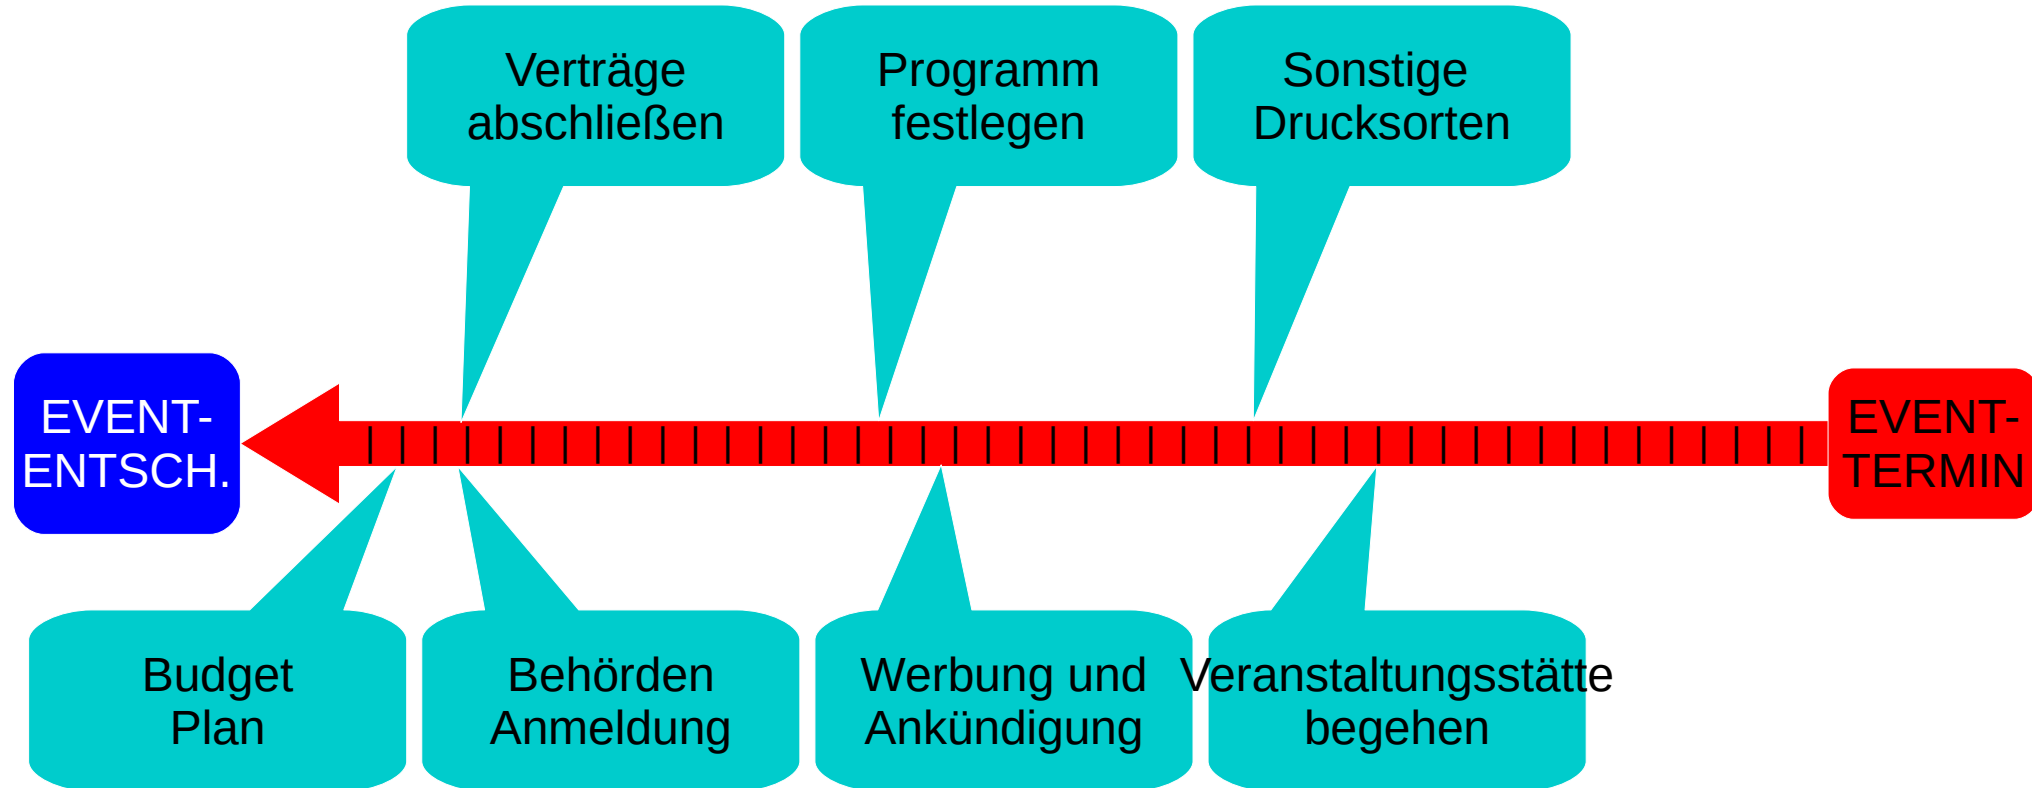 Verträge
abschließen
Programm
festlegen
Sonstige
Drucksorten
EVENT-
ENTSCH.
EVENT-
TERMIN
Budget
Plan
Behörden
Anmeldung
Werbung und
Ankündigung
Veranstaltungsstätte
begehen